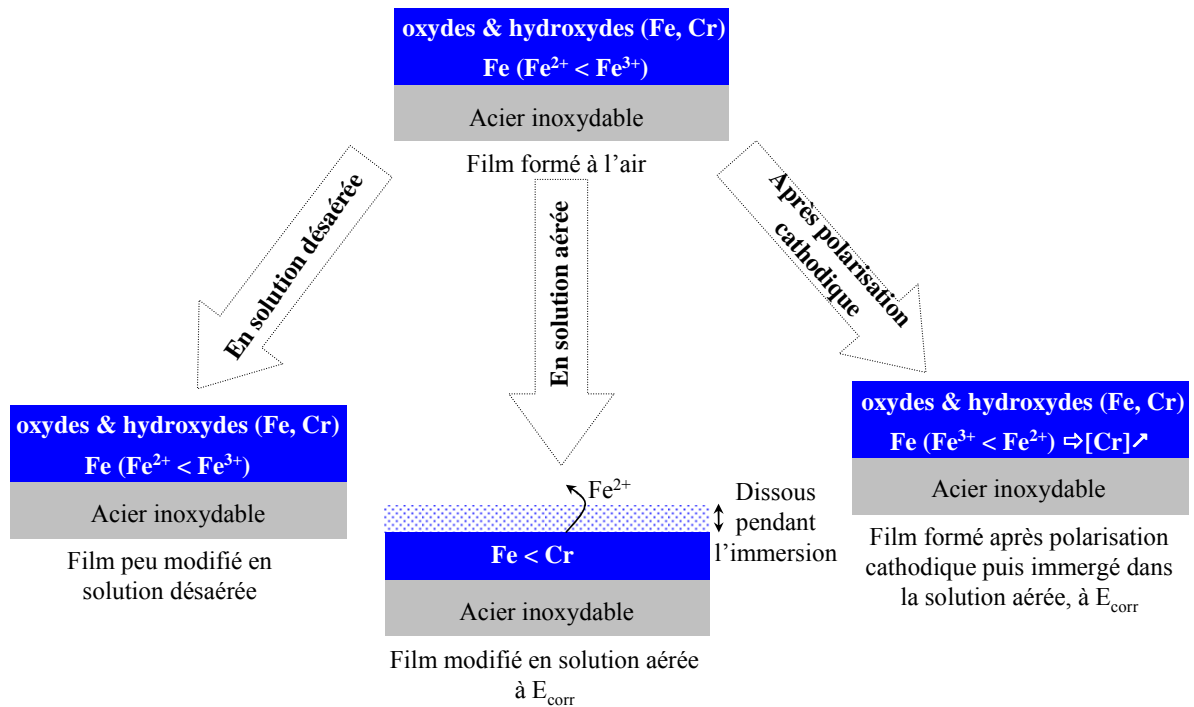 oxydes & hydroxydes (Fe, Cr)
Fe (Fe²⁺ < Fe³⁺)
Acier inoxydable
Film formé à l'air
En solution désaérée
En solution aérée
Après polarisation
cathodique
oxydes & hydroxydes (Fe, Cr)
Fe (Fe²⁺ < Fe³⁺)
Acier inoxydable
Film peu modifié en
solution désaérée
Fe²⁺
Dissous
pendant
l'immersion
Fe < Cr
Acier inoxydable
Film modifié en solution aérée
à E_corr
oxydes & hydroxydes (Fe, Cr)
Fe (Fe³⁺ < Fe²⁺) ⇨[Cr]↗
Acier inoxydable
Film formé après polarisation
cathodique puis immergé dans
la solution aérée, à E_corr